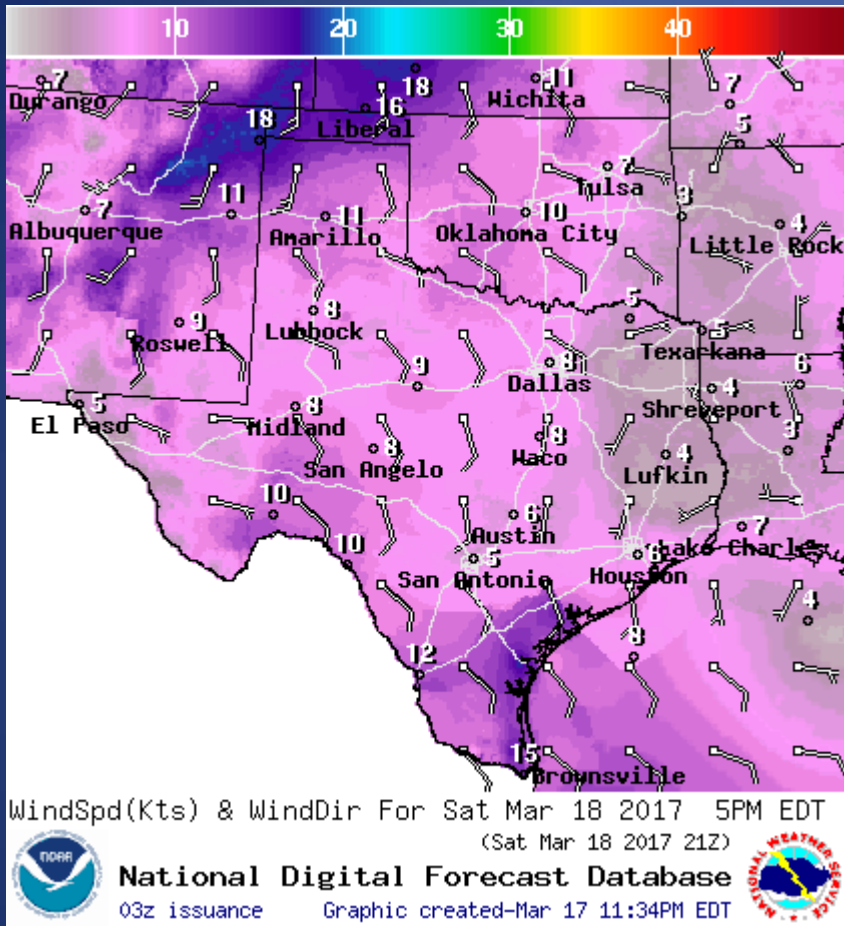 10 20 30 40
7 18 11 7
Durango Liberal 16 Wichita
18 5
7 11 11 10 7 3 4
Tulsa
Albuquerque Amarillo Oklahoma City Little Rock
9 8 5 5
Roswell Lubbock Texarkana
9 8 6
Dallas
5 8 4
El Paso Midland Shreveport
8 8 4 3
San Angelo Waco Lufkin
10 6 7
Austin
10 5 6 Lake Charles
San Antonio Houston
4
12 8
15
Brownsville
WindSpd(Kts) & WindDir For Sat Mar 18 2017 5PM EDT
(Sat Mar 18 2017 21Z)
NOAA
National Digital Forecast Database
03z issuance Graphic created-Mar 17 11:34PM EDT
NATIONAL WEATHER SERVICE